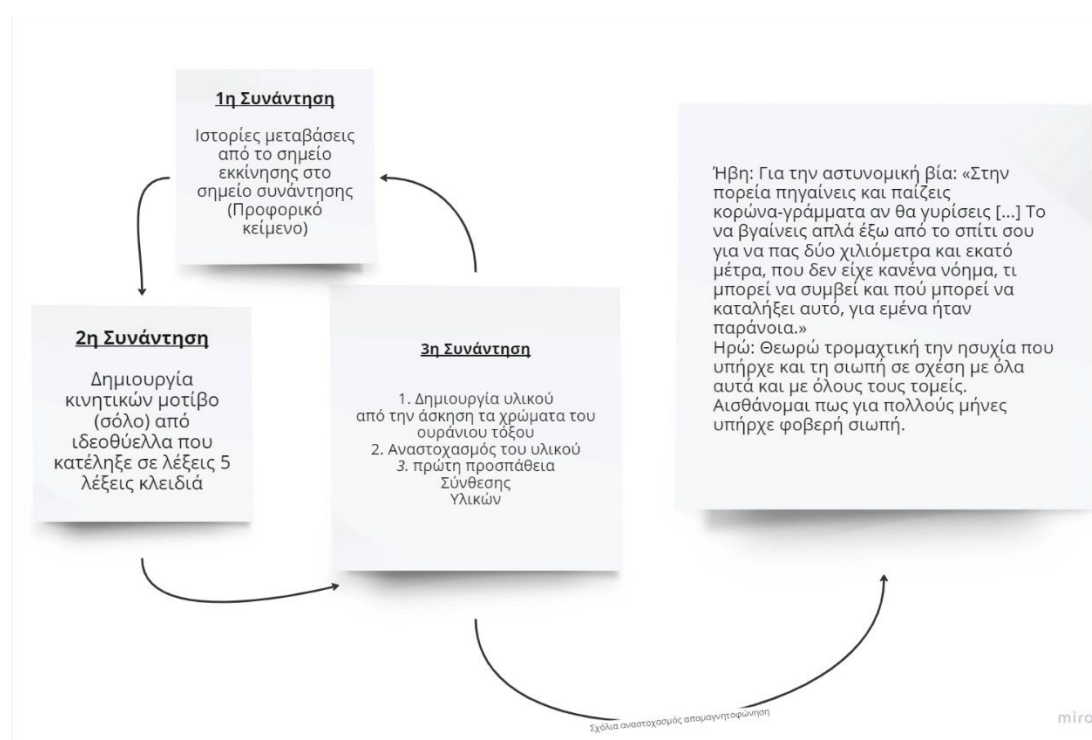 1η Συνάντηση
Ιστορίες μεταβάσεις
από το σημείο
εκκίνησης στο
σημείο συνάντησης
(Προφορικό
κείμενο)
2η Συνάντηση
Δημιουργία
κινητικών μοτίβο
(σόλο) από
ιδεοθύελλα που
κατέληξε σε λέξεις 5
λέξεις κλειδιά
3η Συνάντηση
1. Δημιουργία υλικού
από την άσκηση τα χρώματα του
ουράνιου τόξου
2. Αναστοχασμός του υλικού
3. πρώτη προσπάθεια
Σύνθεσης
Υλικών
Ήβη: Για την αστυνομική βία: «Στην
πορεία πηγαίνεις και παίζεις
κορώνα-γράμματα αν θα γυρίσεις [...] Το
να βγαίνεις απλά έξω από το σπίτι σου
για να πας δύο χιλιόμετρα και εκατό
μέτρα, που δεν είχε κανένα νόημα, τι
μπορεί να συμβεί και πού μπορεί να
καταλήξει αυτό, για εμένα ήταν
παράνοια.»
Ηρώ: Θεωρώ τρομαχτική την ησυχία που
υπήρχε και τη σιωπή σε σχέση με όλα
αυτά και με όλους τους τομείς.
Αισθάνομαι πως για πολλούς μήνες
υπήρχε φοβερή σιωπή.
Σχόλια αναστοχασμός απομαγνητοφώνηση
miro